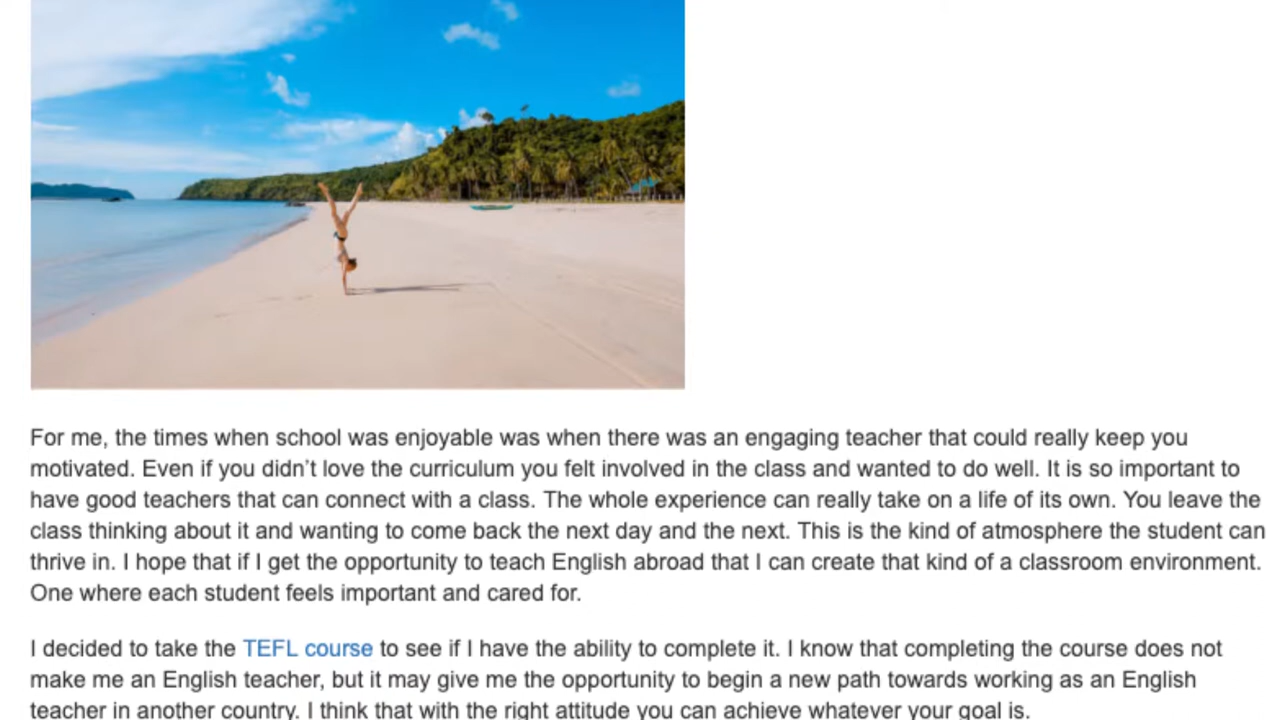 For me, the times when school was enjoyable was when there was an engaging teacher that could really keep you
motivated. Even if you didn’t love the curriculum you felt involved in the class and wanted to do well. It is so important to
have good teachers that can connect with a class. The whole experience can really take on a life of its own. You leave the
class thinking about it and wanting to come back the next day and the next. This is the kind of atmosphere the student can
thrive in. I hope that if I get the opportunity to teach English abroad that I can create that kind of a classroom environment.
One where each student feels important and cared for.
I decided to take the TEFL course to see if I have the ability to complete it. I know that completing the course does not
make me an English teacher, but it may give me the opportunity to begin a new path towards working as an English
teacher in another country. I think that with the right attitude you can achieve whatever your goal is.